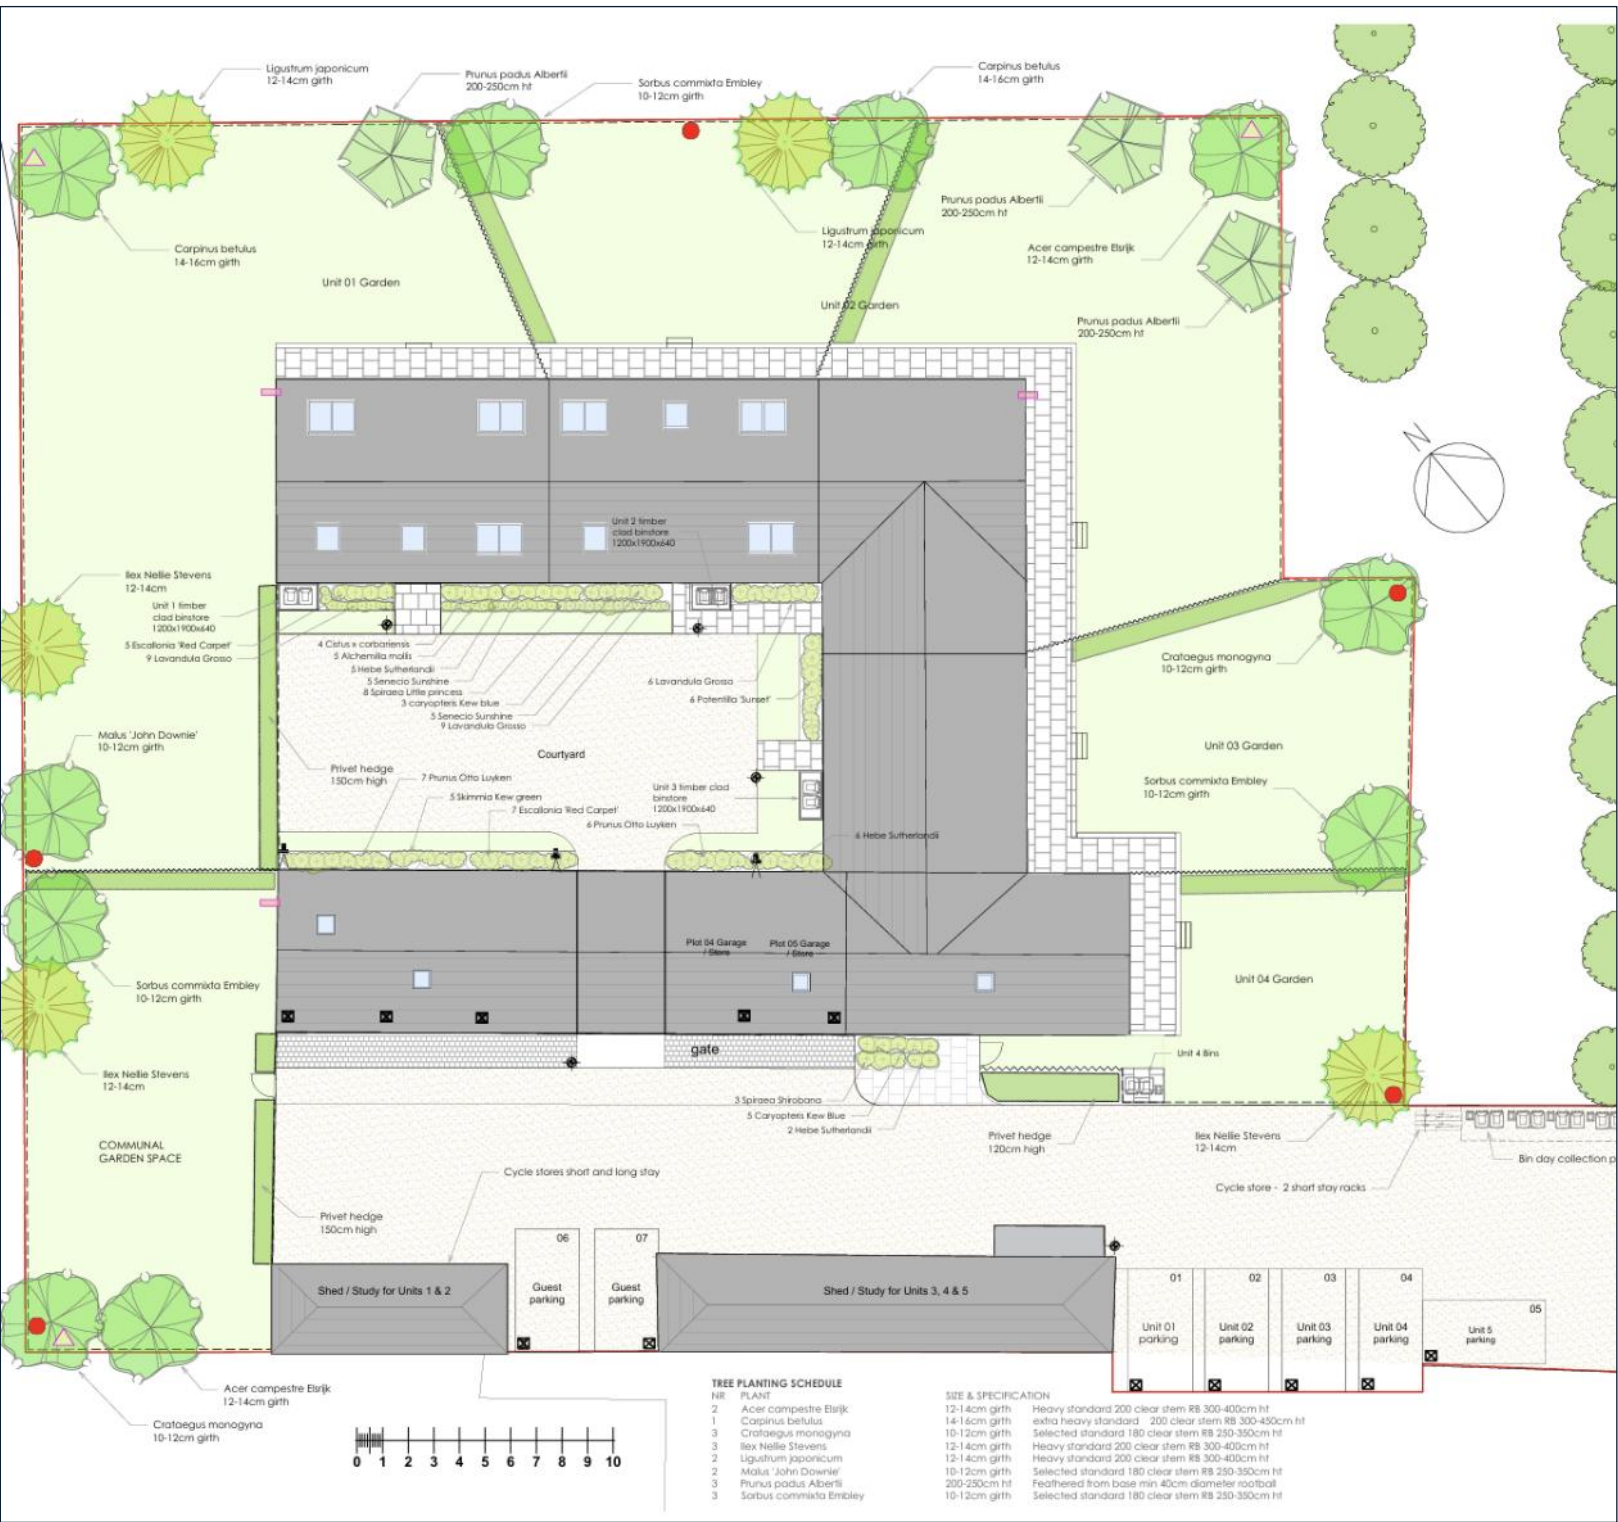 Ligustrum japonicum
12-14cm girth
Prunus padus Albertii
200-250cm ht
Sorbus commixta Embley
10-12cm girth
Carpinus betulus
14-16cm girth
Carpinus betulus
14-16cm girth
Unit 01 Garden
Ligustrum japonicum
12-14cm girth
Unit 02 Garden
Prunus padus Albertii
200-250cm ht
Acer campestre Elsrijk
12-14cm girth
Prunus padus Albertii
200-250cm ht
N
Unit 2 timber
clad binstore
1200x1900x640
Ilex Nellie Stevens
12-14cm
Unit 1 timber
clad binstore
1200x1900x640
5 Escallonia 'Red Carpet'
9 Lavandula Grosso
4 Cistus x corbariensis
5 Alchemilla mollis
5 Hebe Sutherlandii
5 Senecio Sunshine
8 Spiraea Little princess
3 caryopteris Kew blue
5 Senecio Sunshine
9 Lavandula Grosso
6 Lavandula Grosso
6 Potentilla 'Sunset'
Crataegus monogyna
10-12cm girth
Unit 03 Garden
Malus 'John Downie'
10-12cm girth
Courtyard
Privet hedge
150cm high
7 Prunus Otto Luyken
5 Skimmia Kew green
7 Escallonia 'Red Carpet'
6 Prunus Otto Luyken
Unit 3 timber clad
binstore
1200x1900x640
6 Hebe Sutherlandii
Sorbus commixta Embley
10-12cm girth
Plot 04 Garage
/ Store
Plot 05 Garage
/ Store
Unit 04 Garden
Sorbus commixta Embley
10-12cm girth
gate
Unit 4 Bins
Ilex Nellie Stevens
12-14cm
3 Spiraea Shirobana
5 Caryopteris Kew Blue
2 Hebe Sutherlandii
Privet hedge
120cm high
Ilex Nellie Stevens
12-14cm
Bin day collection p
COMMUNAL
GARDEN SPACE
Cycle stores short and long stay
Cycle store - 2 short stay racks
Privet hedge
150cm high
06
Guest
parking
07
Guest
parking
Shed / Study for Units 1 & 2
Shed / Study for Units 3, 4 & 5
01
Unit 01
parking
02
Unit 02
parking
03
Unit 03
parking
04
Unit 04
parking
05
Unit 5
parking
Acer campestre Elsrijk
12-14cm girth
Crataegus monogyna
10-12cm girth
0 1 2 3 4 5 6 7 8 9 10
TREE PLANTING SCHEDULE
NR PLANT SIZE & SPECIFICATION
2 Acer campestre Elsrijk 12-14cm girth Heavy standard 200 clear stem RB 300-400cm ht
1 Carpinus betulus 14-16cm girth extra heavy standard 200 clear stem RB 300-450cm ht
3 Crataegus monogyna 10-12cm girth Selected standard 180 clear stem RB 250-350cm ht
3 Ilex Nellie Stevens 12-14cm girth Heavy standard 200 clear stem RB 300-400cm ht
2 Ligustrum japonicum 12-14cm girth Heavy standard 200 clear stem RB 300-400cm ht
2 Malus 'John Downie' 10-12cm girth Selected standard 180 clear stem RB 250-350cm ht
3 Prunus padus Albertii 200-250cm ht Feathered from base min 40cm diameter rootball
3 Sorbus commixta Embley 10-12cm girth Selected standard 180 clear stem RB 250-350cm ht